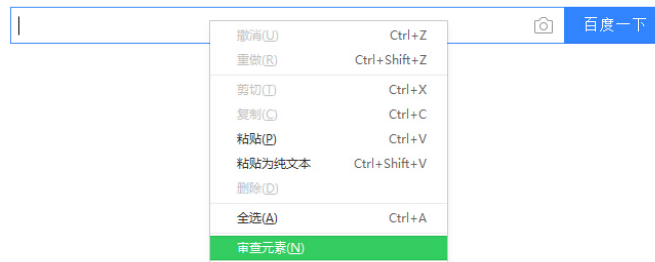 百度一下
撤消(U) Ctrl+Z
重做(R) Ctrl+Shift+Z
剪切(T) Ctrl+X
复制(C) Ctrl+C
粘贴(P) Ctrl+V
粘贴为纯文本 Ctrl+Shift+V
删除(D)
全选(A) Ctrl+A
审查元素(N)